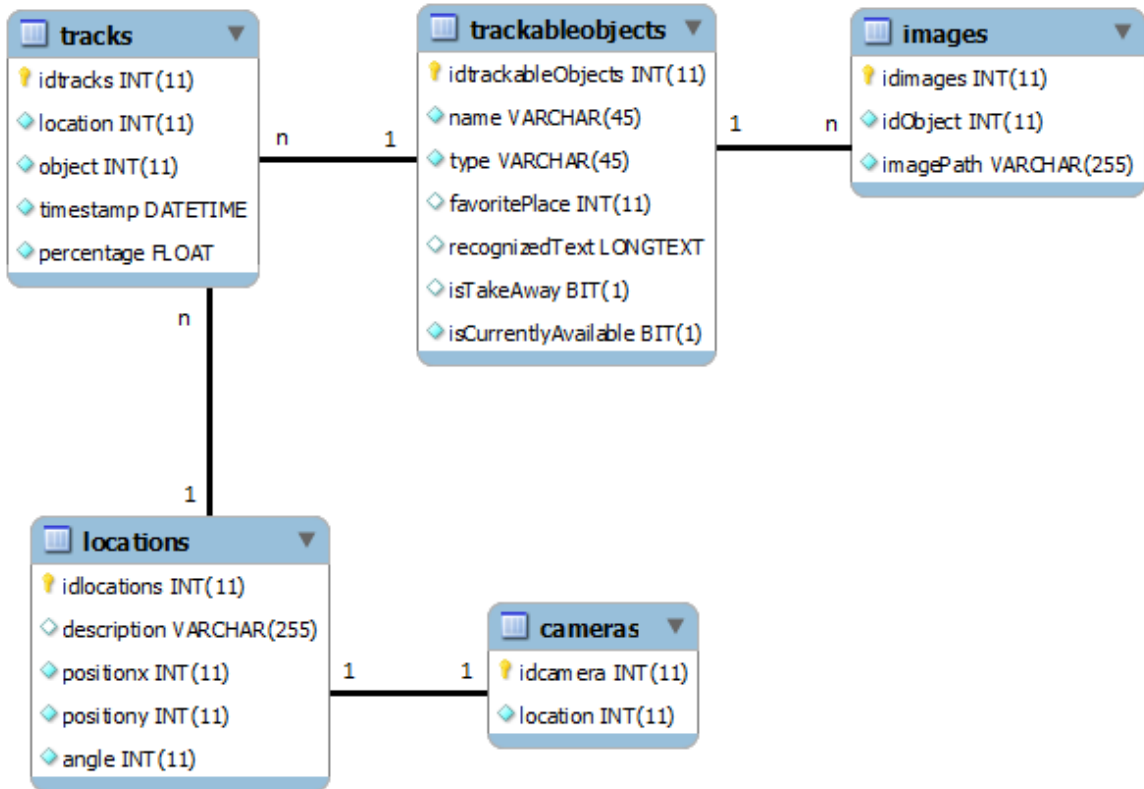 tracks
idtracks INT(11)
location INT(11)
object INT(11)
timestamp DATETIME
percentage FLOAT
n
1
trackableobjects
idtrackableObjects INT(11)
name VARCHAR(45)
type VARCHAR(45)
favoritePlace INT(11)
recognizedText LONGTEXT
isTakeAway BIT(1)
isCurrentlyAvailable BIT(1)
1
n
images
idimages INT(11)
idObject INT(11)
imagePath VARCHAR(255)
n
1
locations
idlocations INT(11)
description VARCHAR(255)
positionx INT(11)
positiony INT(11)
angle INT(11)
1
1
cameras
idcamera INT(11)
location INT(11)